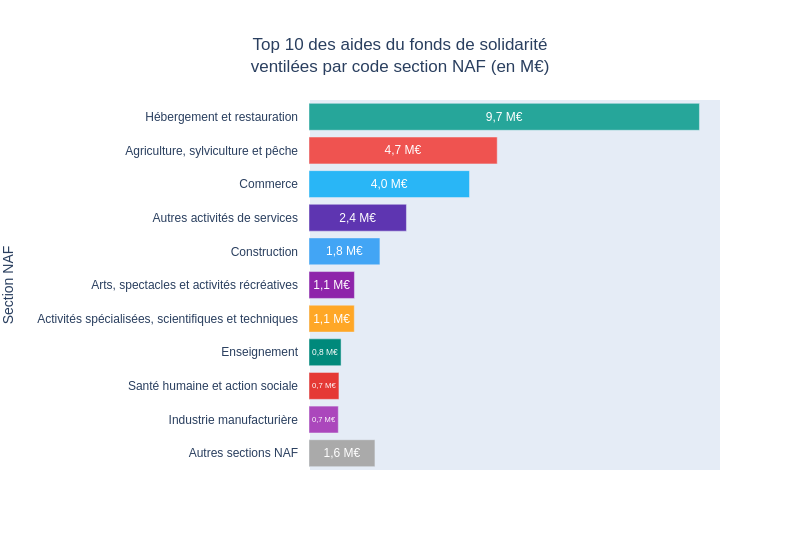 Top 10 des aides du fonds de solidarité
ventilées par code section NAF (en M€)
Section NAF
Hébergement et restauration 9,7 M€
Agriculture, sylviculture et pêche 4,7 M€
Commerce 4,0 M€
Autres activités de services 2,4 M€
Construction 1,8 M€
Arts, spectacles et activités récréatives 1,1 M€
Activités spécialisées, scientifiques et techniques 1,1 M€
Enseignement 0,8 M€
Santé humaine et action sociale 0,7 M€
Industrie manufacturière 0,7 M€
Autres sections NAF 1,6 M€